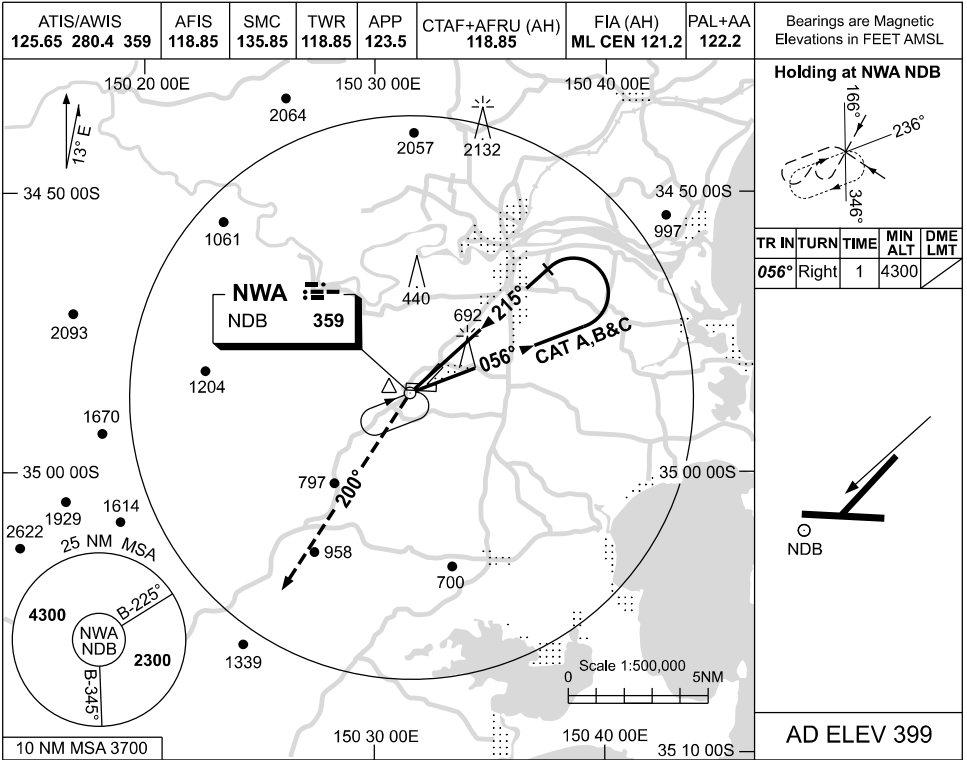 ATIS/AWIS
125.65 280.4 359
AFIS
118.85
SMC
135.85
TWR
118.85
APP
123.5
CTAF+AFRU (AH)
118.85
FIA (AH)
ML CEN 121.2
PAL+AA
122.2
Bearings are Magnetic
Elevations in FEET AMSL
150 20 00E
150 30 00E
150 40 00E
13° E
2064
2057
2132
34 50 00S
34 50 00S
1061
997
440
NWA
NDB 359
692
215°
056°
CAT A,B&C
2093
1204
1670
35 00 00S
35 00 00S
797
200°
1929
1614
2622
958
700
25 NM MSA
4300
B-225°
NWA
NDB
2300
B-345°
1339
Scale 1:500,000
0 5NM
150 30 00E
150 40 00E
35 10 00S
10 NM MSA 3700
Holding at NWA NDB
166°
236°
346°
TR IN TURN TIME MIN ALT DME LMT
056° Right 1 4300
NDB
AD ELEV 399